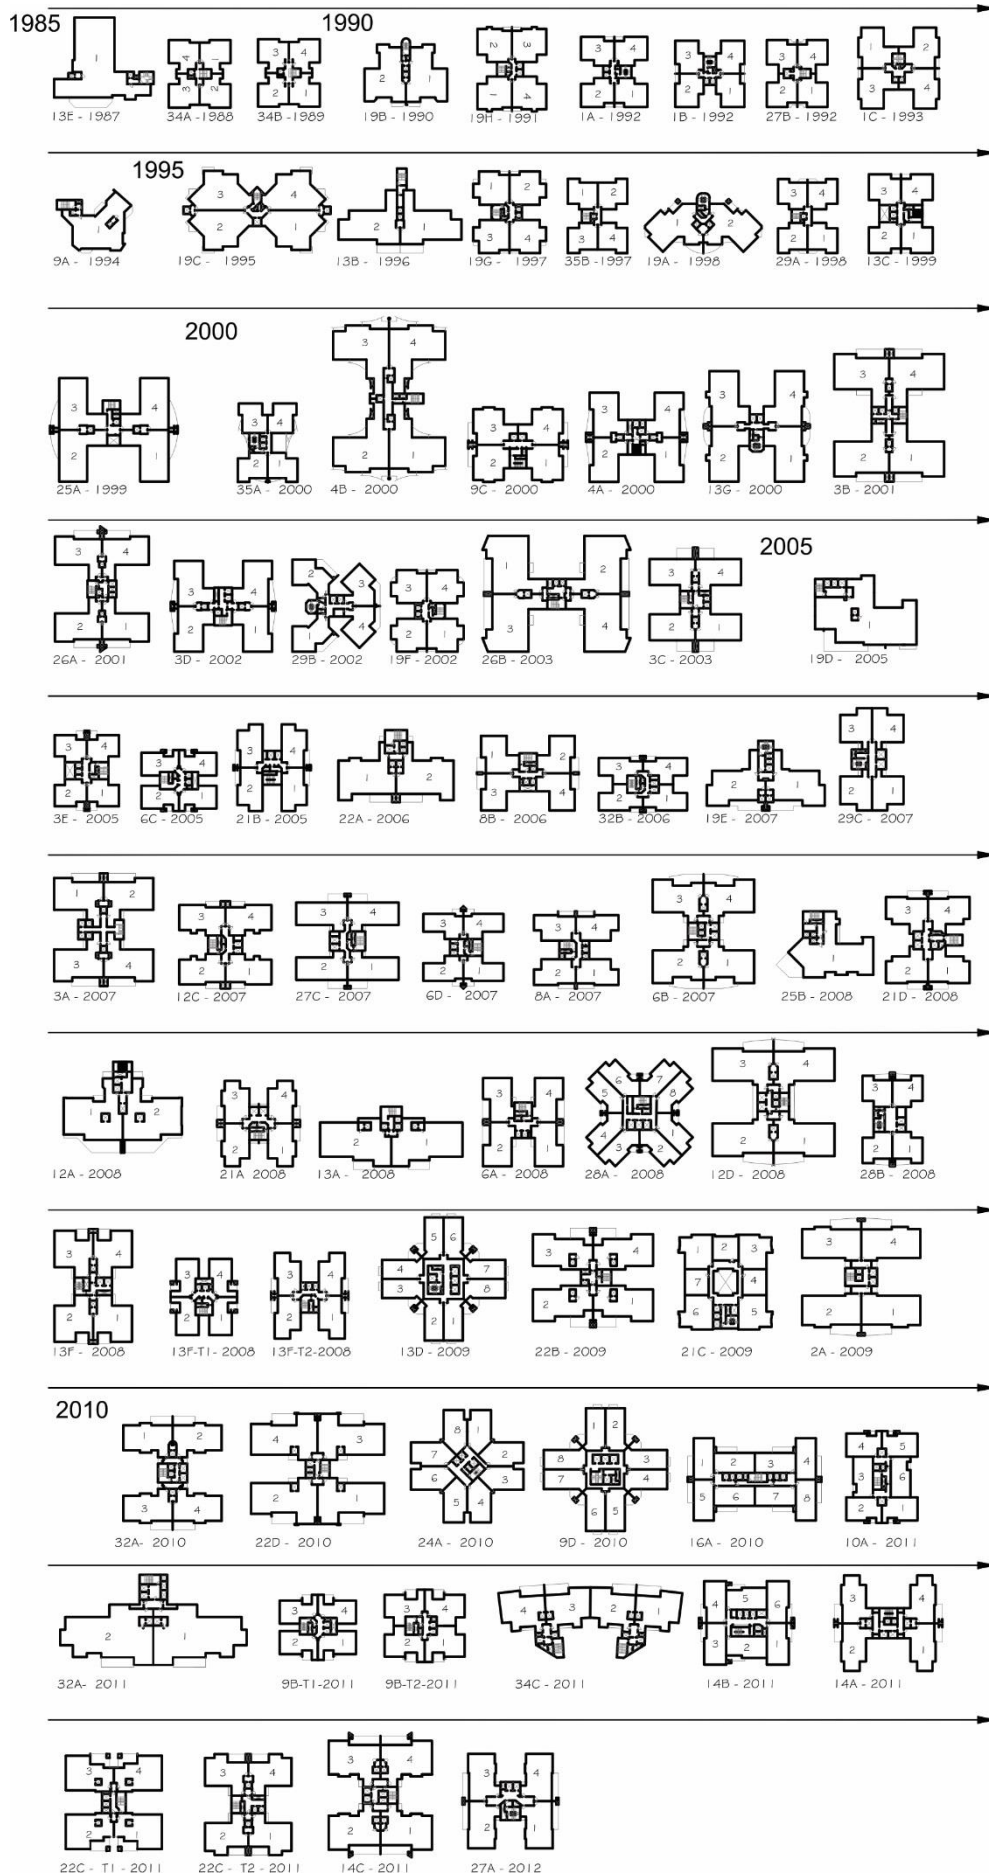 1985 1990
13E - 1987 34A - 1988 34B - 1989 19B - 1990 19H - 1991 1A - 1992 1B - 1992 27B - 1992 1C - 1993
1995
9A - 1994 19C - 1995 13B - 1996 19G - 1997 35B - 1997 19A - 1998 29A - 1998 13C - 1999
2000
25A - 1999 35A - 2000 4B - 2000 9C - 2000 4A - 2000 13G - 2000 3B - 2001
2005
26A - 2001 3D - 2002 29B - 2002 19F - 2002 26B - 2003 3C - 2003 19D - 2005
3E - 2005 6C - 2005 21B - 2005 22A - 2006 8B - 2006 32B - 2006 19E - 2007 29C - 2007
3A - 2007 12C - 2007 27C - 2007 6D - 2007 8A - 2007 6B - 2007 25B - 2008 21D - 2008
12A - 2008 21A 2008 13A - 2008 6A - 2008 28A - 2008 12D - 2008 28B - 2008
13F - 2008 13F-T1 - 2008 13F-T2-2008 13D - 2009 22B - 2009 21C - 2009 2A - 2009
2010
32A- 2010 22D - 2010 24A - 2010 9D - 2010 16A - 2010 10A - 2011
32A- 2011 9B-T1-2011 9B-T2-2011 34C - 2011 14B - 2011 14A - 2011
22C - T1 - 2011 22C - T2 - 2011 14C - 2011 27A - 2012